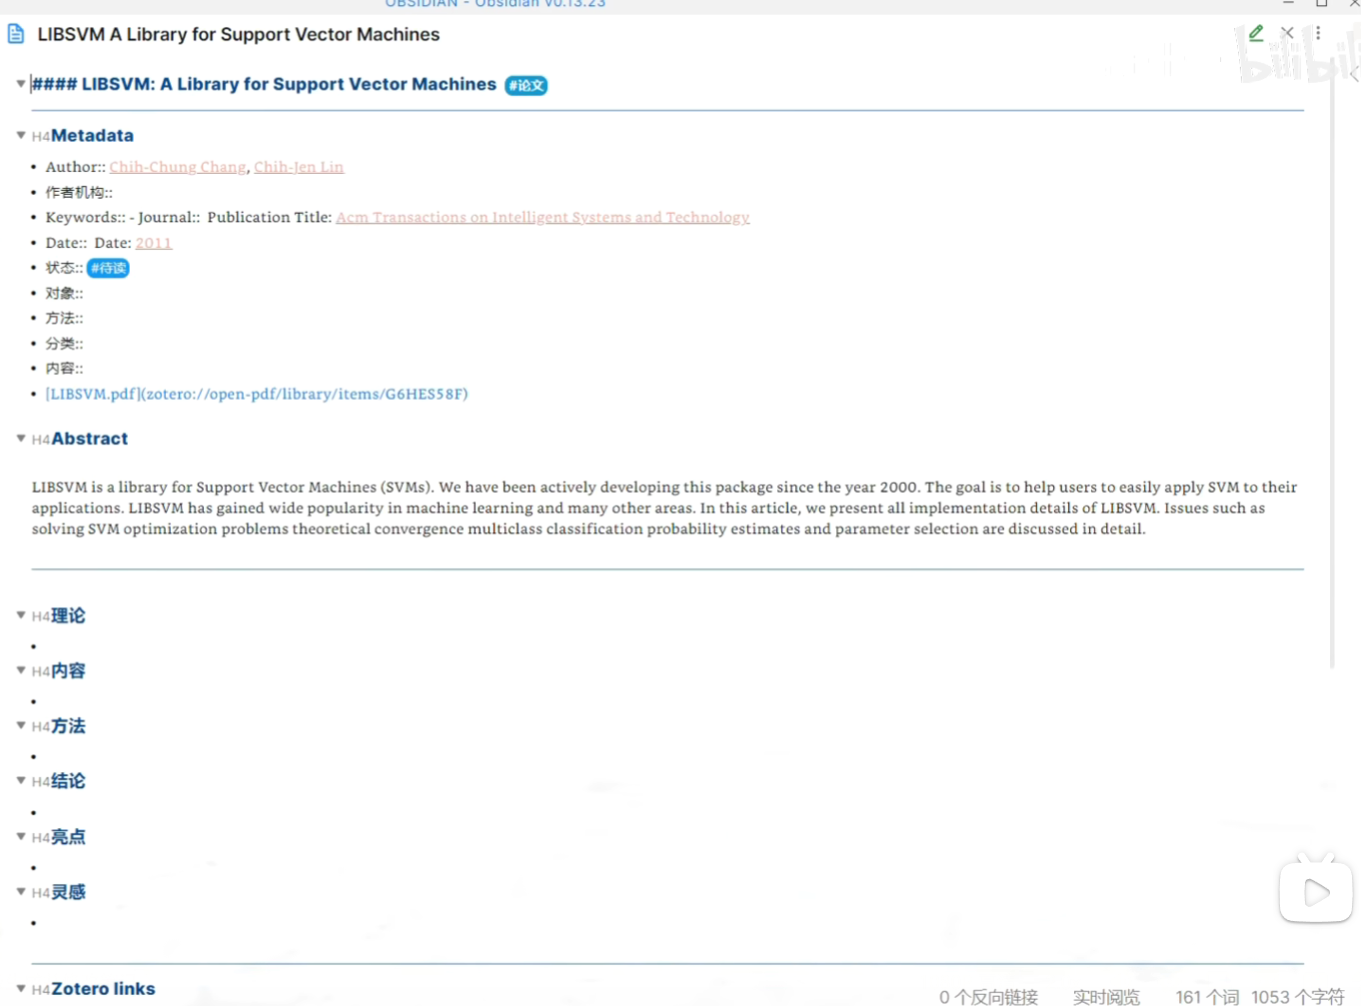 OBSIDIAN - Obsidian v0.13.23
LIBSVM A Library for Support Vector Machines
bilibili
#### LIBSVM: A Library for Support Vector Machines #论文
H4Metadata
• Author:: Chih-Chung Chang, Chih-Jen Lin
• 作者机构::
• Keywords:: - Journal:: Publication Title: Acm Transactions on Intelligent Systems and Technology
• Date:: Date: 2011
• 状态:: #待读
• 对象::
• 方法::
• 分类::
• 内容::
• [LIBSVM.pdf](zotero://open-pdf/library/items/G6HES58F)
H4Abstract
LIBSVM is a library for Support Vector Machines (SVMs). We have been actively developing this package since the year 2000. The goal is to help users to easily apply SVM to their
applications. LIBSVM has gained wide popularity in machine learning and many other areas. In this article, we present all implementation details of LIBSVM. Issues such as
solving SVM optimization problems theoretical convergence multiclass classification probability estimates and parameter selection are discussed in detail.
H4理论
•
H4内容
•
H4方法
•
H4结论
•
H4亮点
•
H4灵感
•
H4Zotero links
0 个反向链接 实时阅览 161 个词 1053 个字符